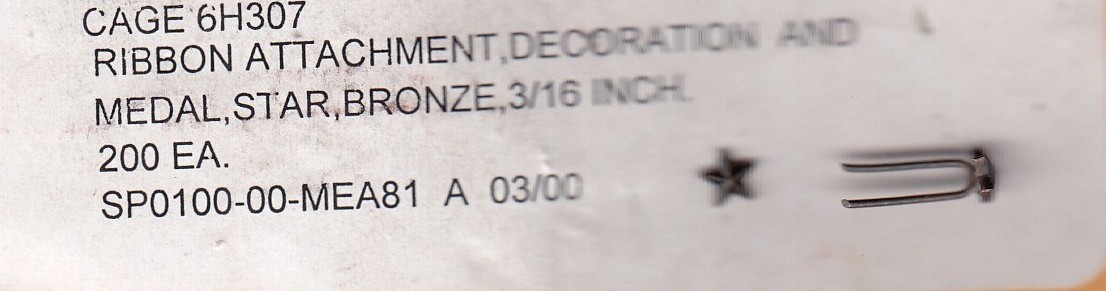 CAGE 6H307
RIBBON ATTACHMENT,DECORATION AND
MEDAL,STAR,BRONZE,3/16 INCH.
200 EA.
SP0100-00-MEA81 A 03/00